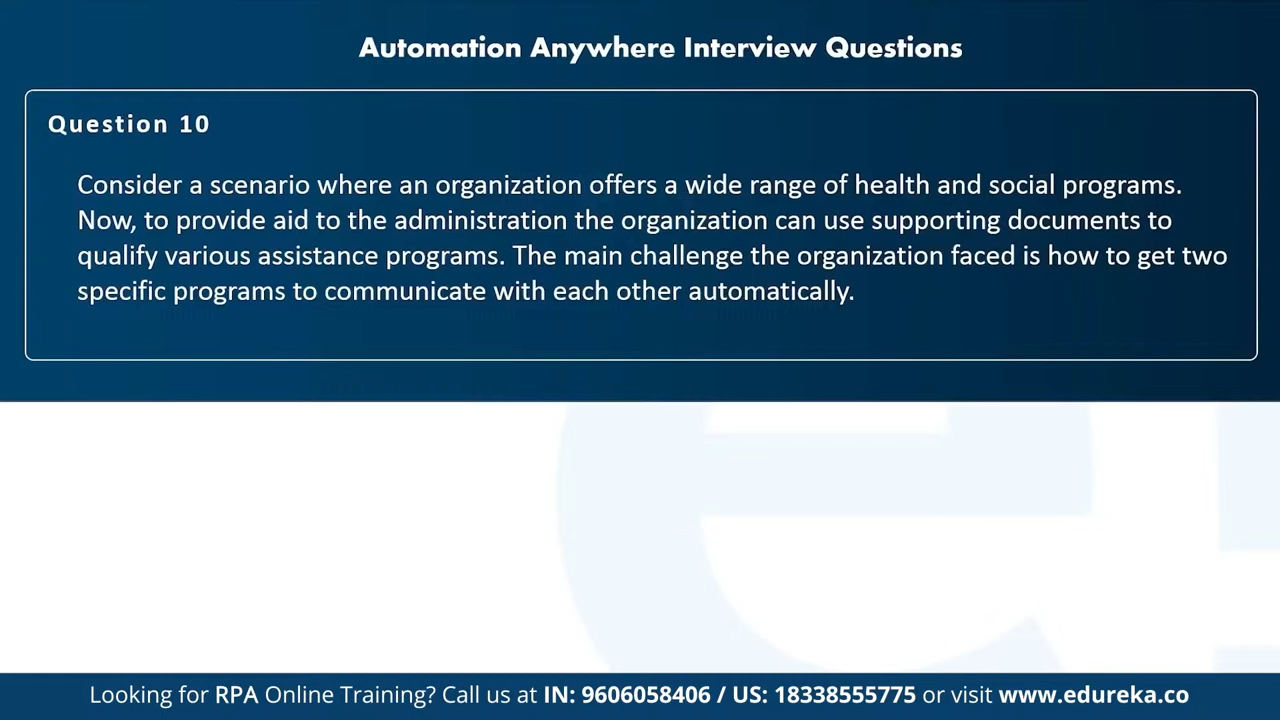 Automation Anywhere Interview Questions
Question 10
Consider a scenario where an organization offers a wide range of health and social programs.
Now, to provide aid to the administration the organization can use supporting documents to
qualify various assistance programs. The main challenge the organization faced is how to get two
specific programs to communicate with each other automatically.
Looking for RPA Online Training? Call us at IN: 9606058406 / US: 18338555775 or visit www.edureka.co